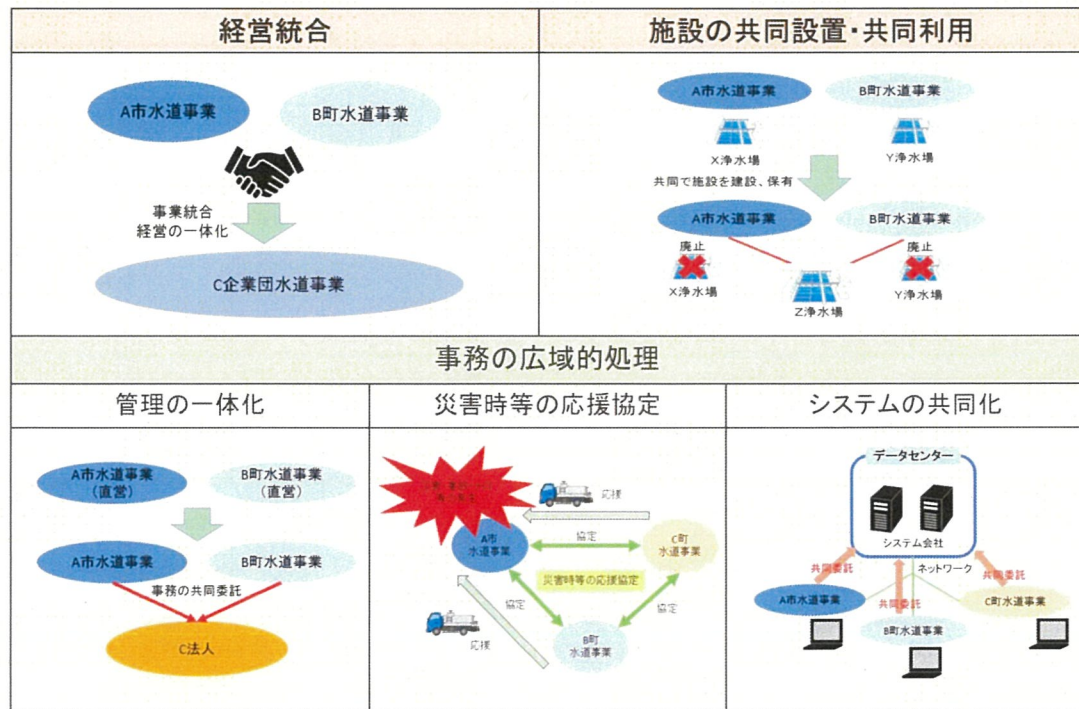 経営統合
A市水道事業
B町水道事業
事業統合
経営の一体化
C企業団水道事業
施設の共同設置・共同利用
A市水道事業
B町水道事業
X浄水場
Y浄水場
共同で施設を建設、保有
A市水道事業
B町水道事業
廃止
廃止
X浄水場
Z浄水場
Y浄水場
事務の広域的処理
管理の一体化
A市水道事業
(直営)
B町水道事業
(直営)
A市水道事業
B町水道事業
事務の共同委託
C法人
災害時等の応援協定
応援
A市
水道事業
協定
C町
水道事業
災害時等の応援協定
協定
協定
応援
B町
水道事業
システムの共同化
データセンター
システム会社
ネットワーク
共同委託
共同委託
共同委託
A市水道事業
C町水道事業
B町水道事業